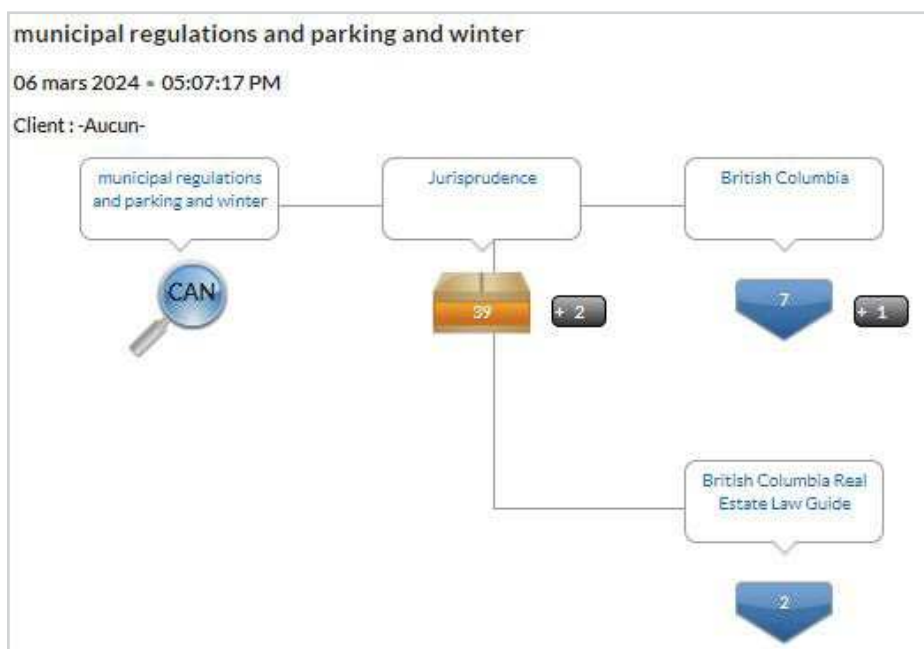 municipal regulations and parking and winter
06 mars 2024 • 05:07:17 PM
Client : -Aucun-
municipal regulations
and parking and winter
Jurisprudence
British Columbia
CAN
39
+ 2
7
+ 1
British Columbia Real
Estate Law Guide
2